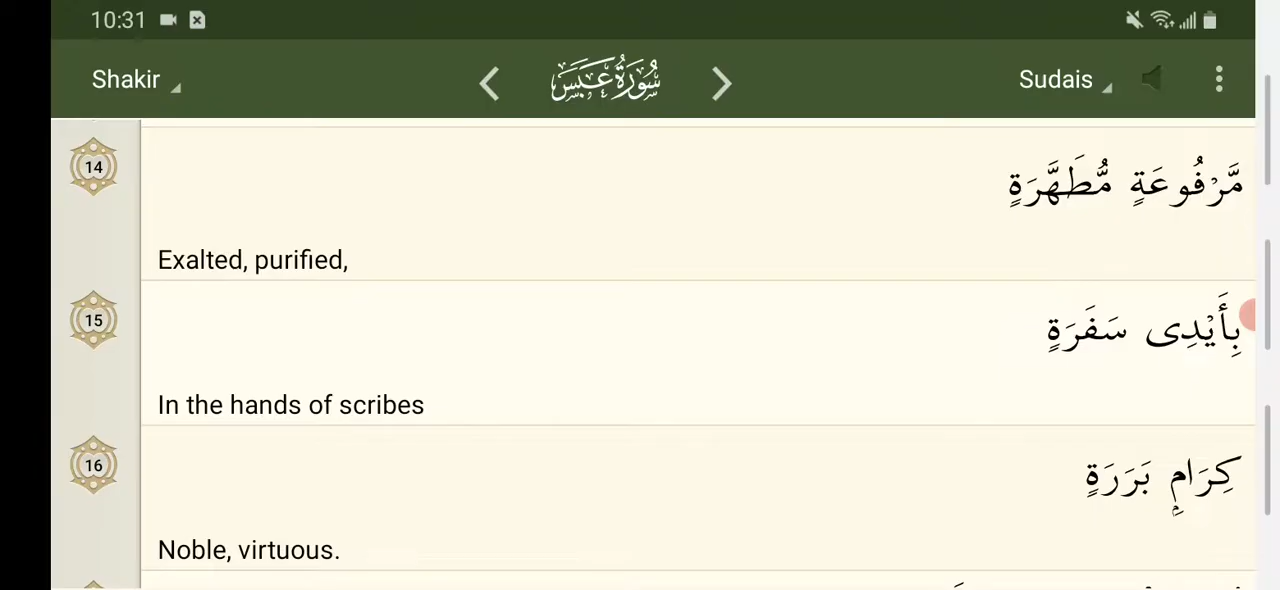 10:31
Shakir
سُورَةُ عَبَسَ
Sudais
14
مَّرْفُوعَةٍ مُّطَهَّرَةٍ
Exalted, purified,
15
بِأَيْدِى سَفَرَةٍ
In the hands of scribes
16
كِرَامٍۭ بَرَرَةٍ
Noble, virtuous.